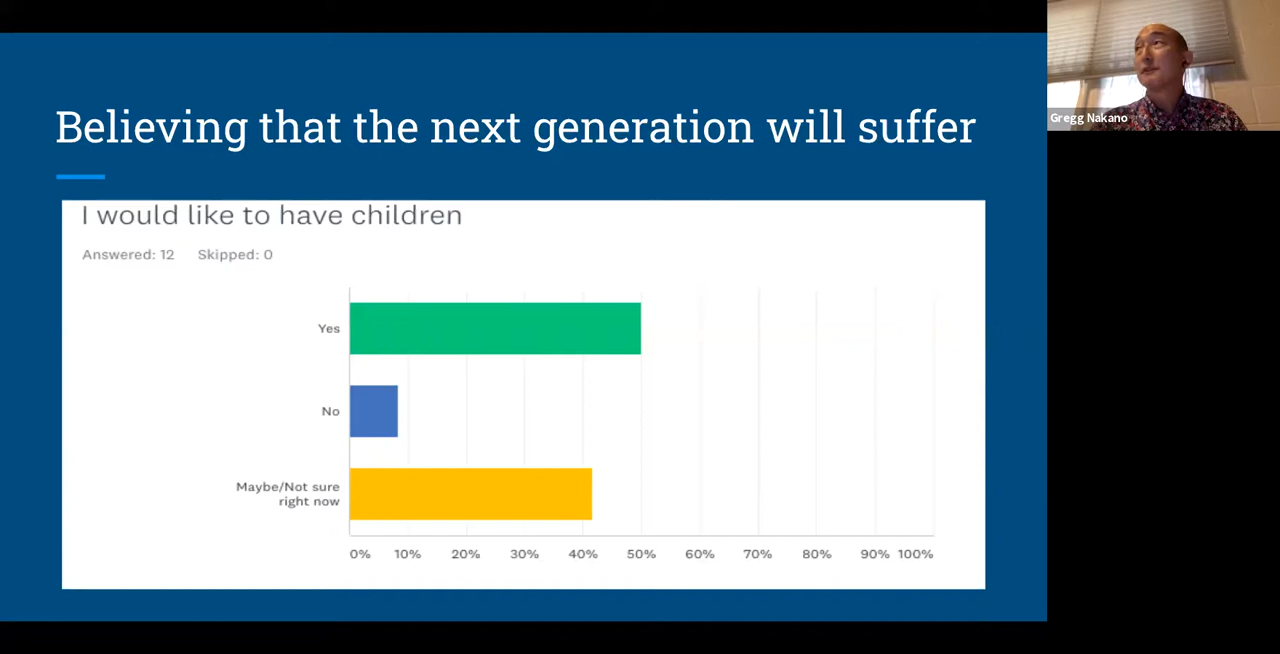 Believing that the next generation will suffer
I would like to have children
Answered: 12 Skipped: 0
Yes
No
Maybe/Not sure
right now
0% 10% 20% 30% 40% 50% 60% 70% 80% 90% 100%
Gregg Nakano